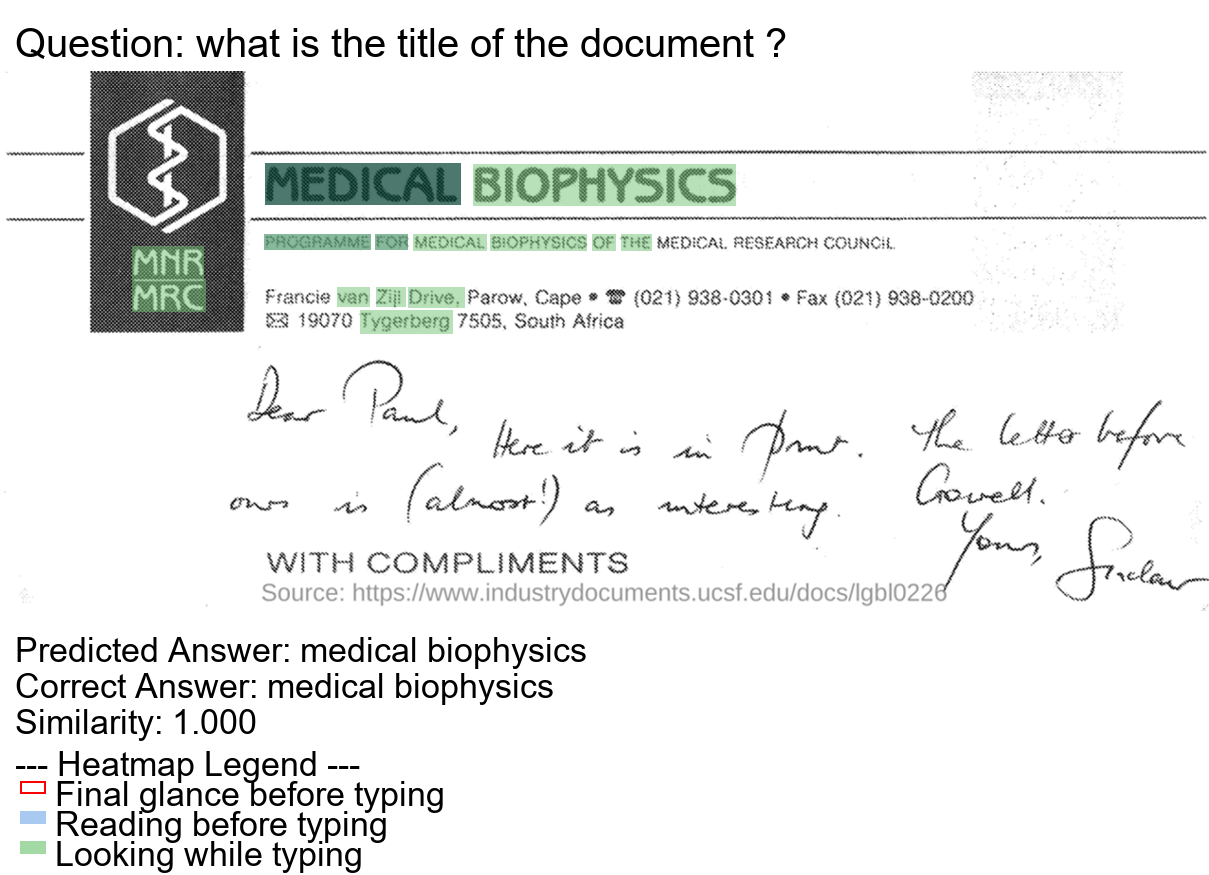 Question: what is the title of the document ?
MEDICAL BIOPHYSICS
MNR
MRC
PROGRAMME FOR MEDICAL BIOPHYSICS OF THE MEDICAL RESEARCH COUNCIL
Francie van Zijl Drive, Parow, Cape • ☎ (021) 938-0301 • Fax (021) 938-0200
✉ 19070 Tygerberg 7505, South Africa
Dear Paul,
Here it is in print. The letter before
ours is (almost!) as interesting. Crowell.
Yours, Sinclair
WITH COMPLIMENTS
Source: https://www.industrydocuments.ucsf.edu/docs/lgbl0226
Predicted Answer: medical biophysics
Correct Answer: medical biophysics
Similarity: 1.000
--- Heatmap Legend ---
Final glance before typing
Reading before typing
Looking while typing